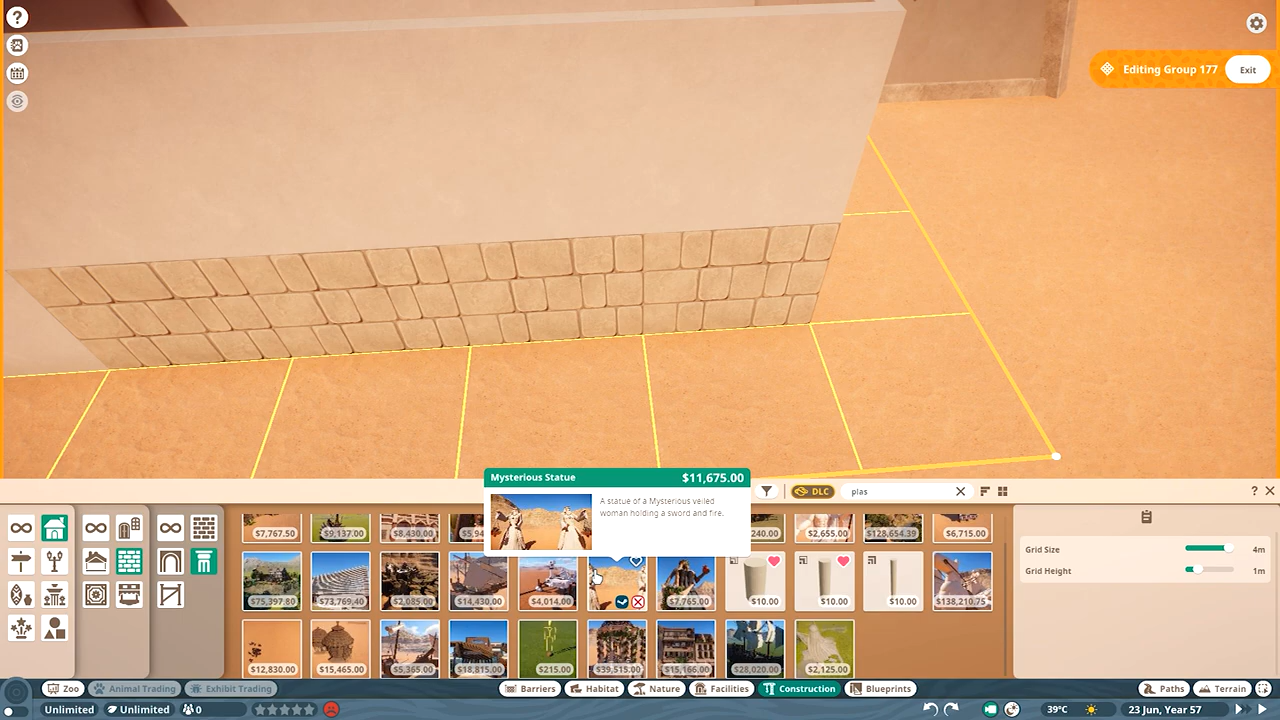 ?
Editing Group 177
Exit
Mysterious Statue $11,675.00
A statue of a Mysterious veiled
woman holding a sword and fire.
DLC
plas
?
$7,767.50 $9,137.00 $8,430.00 $2,655.00 $128,654.39 $6,715.00
$75,397.80 $73,769.40 $2,085.00 $14,430.00 $4,014.00 $7,765.00 $10.00 $10.00 $10.00 $138,210.75
$12,830.00 $15,465.00 $5,365.00 $18,815.00 $215.00 $39,515.00 $15,166.00 $28,020.00 $2,125.00
Grid Size 4m
Grid Height 1m
Zoo Animal Trading Exhibit Trading Barriers Habitat Nature Facilities Construction Blueprints Paths Terrain
Unlimited Unlimited 0 39°C 23 Jun, Year 57